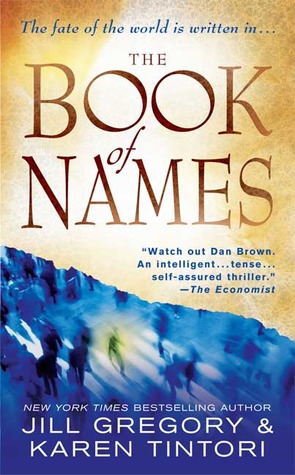 The fate of the world is written in...
THE
BOOK
of
NAMES
“Watch out Dan Brown.
An intelligent...tense...
self-assured thriller.”
—The Economist
NEW YORK TIMES BESTSELLING AUTHOR
JILL GREGORY &
KAREN TINTORI